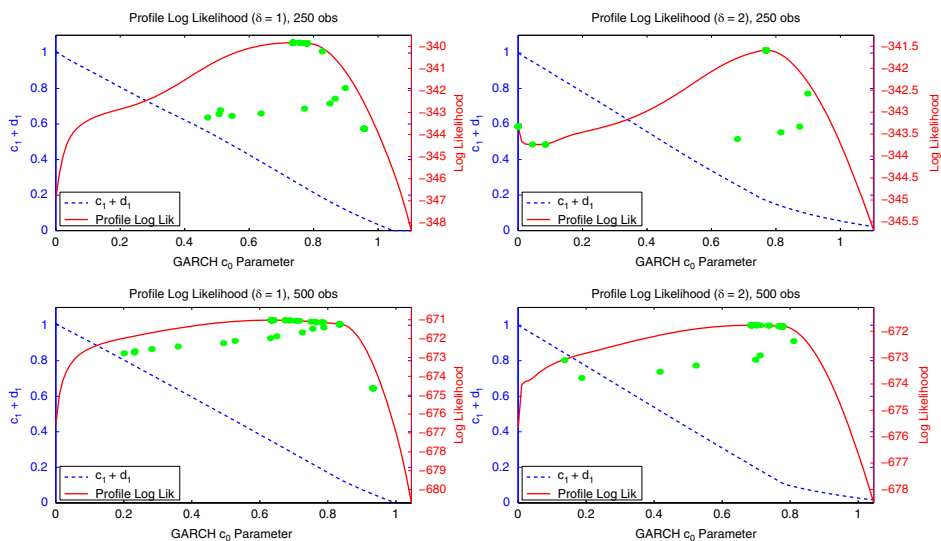 Profile Log Likelihood (δ = 1), 250 obs
1
0.8
0.6
0.4
0.2
0
c₁ + d₁
−340
−341
−342
−343
−344
−345
−346
−347
−348
Log Likelihood
c₁ + d₁
Profile Log Lik
0 0.2 0.4 0.6 0.8 1
GARCH c₀ Parameter
Profile Log Likelihood (δ = 2), 250 obs
1
0.8
0.6
0.4
0.2
0
c₁ + d₁
−341.5
−342
−342.5
−343
−343.5
−344
−344.5
−345
−345.5
Log Likelihood
c₁ + d₁
Profile Log Lik
0 0.2 0.4 0.6 0.8 1
GARCH c₀ Parameter
Profile Log Likelihood (δ = 1), 500 obs
1
0.8
0.6
0.4
0.2
0
c₁ + d₁
−671
−672
−673
−674
−675
−676
−677
−678
−679
−680
Log Likelihood
c₁ + d₁
Profile Log Lik
0 0.2 0.4 0.6 0.8 1
GARCH c₀ Parameter
Profile Log Likelihood (δ = 2), 500 obs
1
0.8
0.6
0.4
0.2
0
c₁ + d₁
−672
−673
−674
−675
−676
−677
−678
Log Likelihood
c₁ + d₁
Profile Log Lik
0 0.2 0.4 0.6 0.8 1
GARCH c₀ Parameter